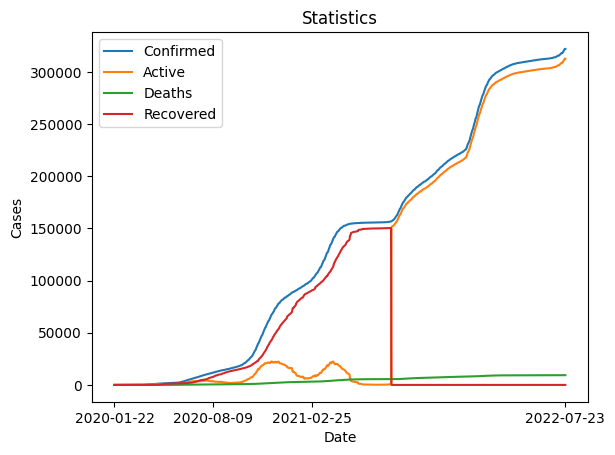 Statistics
Confirmed
Active
Deaths
Recovered
Cases
300000
250000
200000
150000
100000
50000
0
2020-01-22 2020-08-09 2021-02-25 2022-07-23
Date